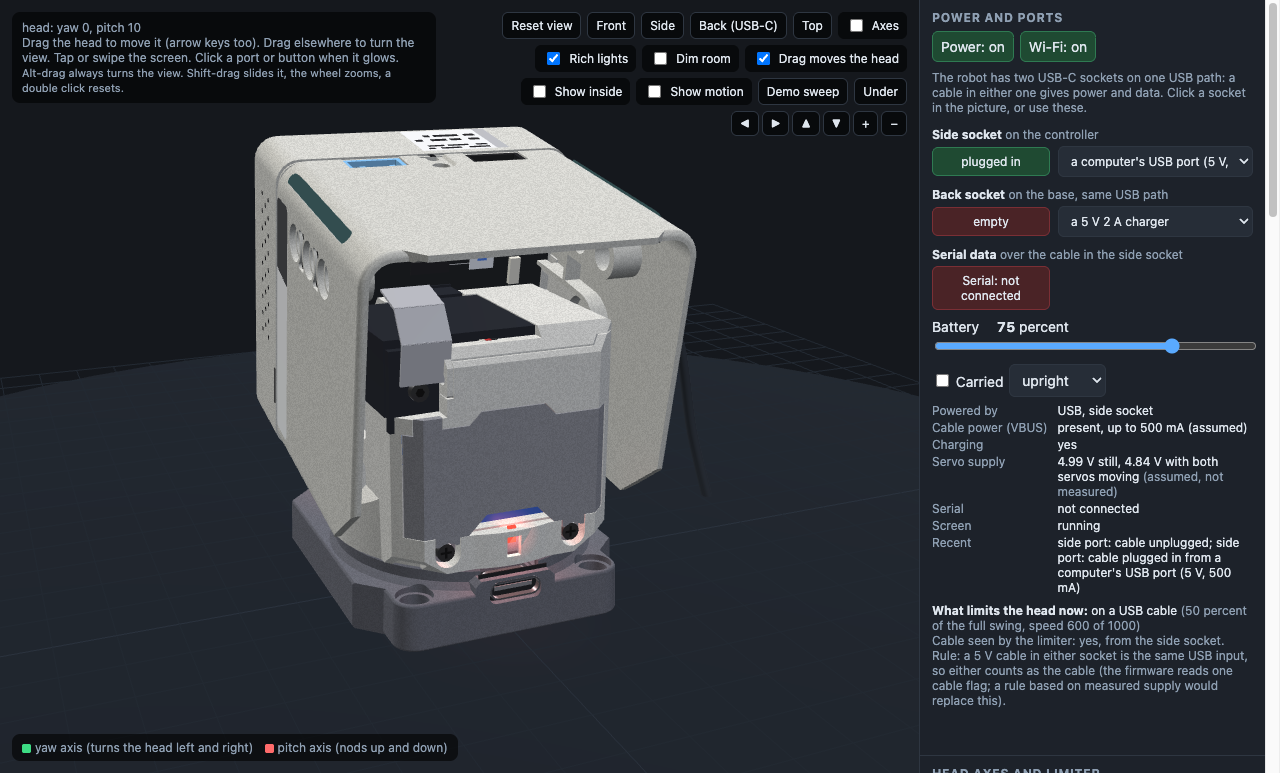 head: yaw 0, pitch 10
Drag the head to move it (arrow keys too). Drag elsewhere to turn the
view. Tap or swipe the screen. Click a port or button when it glows.
Alt-drag always turns the view. Shift-drag slides it, the wheel zooms, a
double click resets.
Reset view
Front
Side
Back (USB-C)
Top
Axes
Rich lights
Dim room
Drag moves the head
Show inside
Show motion
Demo sweep
Under
◄
►
▲
▼
+
−
yaw axis (turns the head left and right)
pitch axis (nods up and down)
POWER AND PORTS
Power: on
Wi-Fi: on
The robot has two USB-C sockets on one USB path: a
cable in either one gives power and data. Click a socket
in the picture, or use these.
Side socket on the controller
plugged in
a computer's USB port (5 V,
Back socket on the base, same USB path
empty
a 5 V 2 A charger
Serial data over the cable in the side socket
Serial: not
connected
Battery 75 percent
Carried
upright
Powered by USB, side socket
Cable power (VBUS) present, up to 500 mA (assumed)
Charging yes
Servo supply 4.99 V still, 4.84 V with both
servos moving (assumed, not
measured)
Serial not connected
Screen running
Recent side port: cable unplugged; side
port: cable plugged in from a
computer's USB port (5 V, 500
mA)
What limits the head now: on a USB cable (50 percent
of the full swing, speed 600 of 1000)
Cable seen by the limiter: yes, from the side socket.
Rule: a 5 V cable in either socket is the same USB input,
so either counts as the cable (the firmware reads one
cable flag; a rule based on measured supply would
replace this).
HEAD AXES AND LIMITER